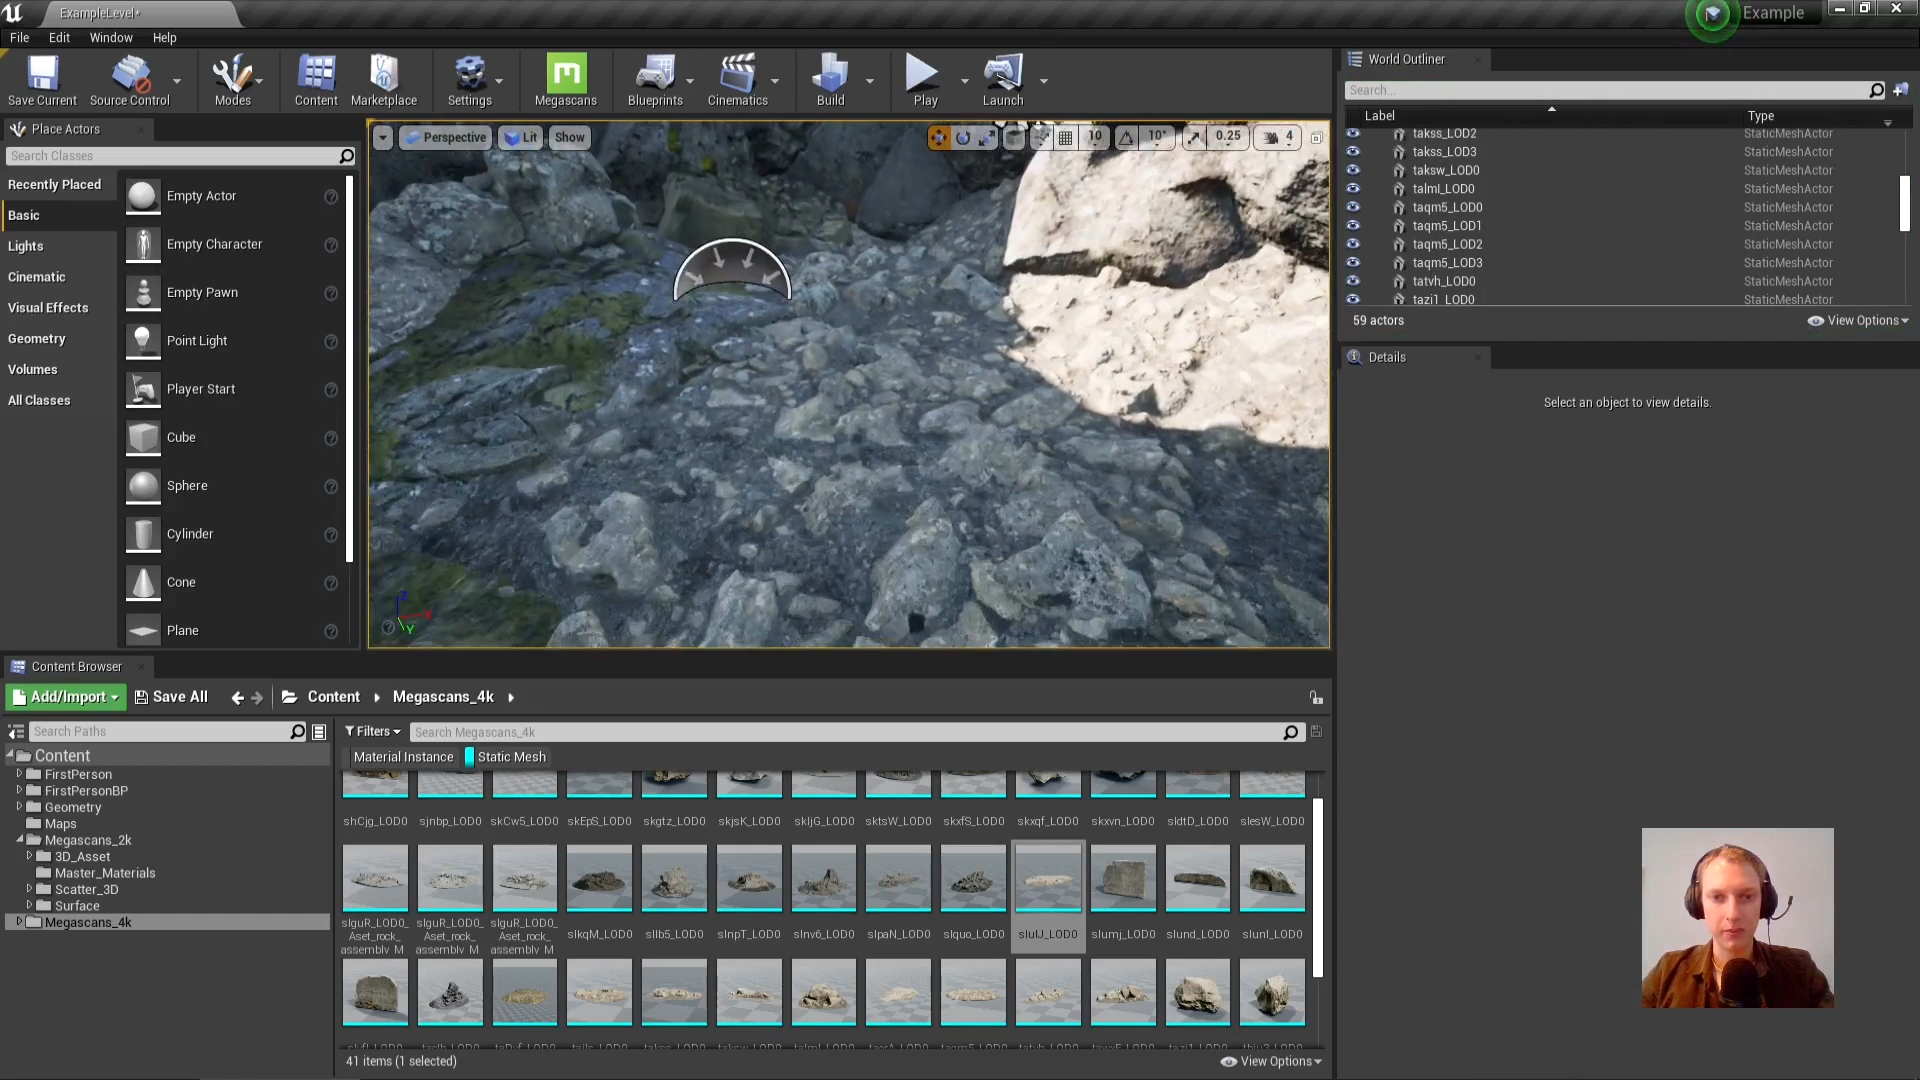 ExampleLevel*
Example
File Edit Window Help
Save Current
Source Control
Modes
Content
Marketplace
Settings
Megascans
Blueprints
Cinematics
Build
Play
Launch
Place Actors
Search Classes
Recently Placed
Basic
Lights
Cinematic
Visual Effects
Geometry
Volumes
All Classes
Empty Actor
Empty Character
Empty Pawn
Point Light
Player Start
Cube
Sphere
Cylinder
Cone
Plane
Perspective Lit Show
10 10° 0.25 4
Z X Y
World Outliner
Search...
Label Type
takss_LOD2 StaticMeshActor
takss_LOD3 StaticMeshActor
taksw_LOD0 StaticMeshActor
talmI_LOD0 StaticMeshActor
taqm5_LOD0 StaticMeshActor
taqm5_LOD1 StaticMeshActor
taqm5_LOD2 StaticMeshActor
taqm5_LOD3 StaticMeshActor
tatvh_LOD0 StaticMeshActor
tazi1_LOD0 StaticMeshActor
59 actors
View Options
Details
Select an object to view details.
Content Browser
Add/Import Save All Content Megascans_4k
Search Paths
Content
FirstPerson
FirstPersonBP
Geometry
Maps
Megascans_2k
3D_Asset
Master_Materials
Scatter_3D
Surface
Megascans_4k
Filters Search Megascans_4k
Material Instance Static Mesh
shCjg_LOD0 sjnbp_LOD0 skCw5_LOD0 skEpS_LOD0 skgtz_LOD0 skjsK_LOD0 skljG_LOD0 sktsW_LOD0 skxfS_LOD0 skxqf_LOD0 skxvn_LOD0 sldtD_LOD0 slesW_LOD0
slguR_LOD0_ slguR_LOD0_ slguR_LOD0_ slkqM_LOD0 sllb5_LOD0 slnpT_LOD0 slnv6_LOD0 slpaN_LOD0 slquo_LOD0 slulJ_LOD0 slumj_LOD0 slund_LOD0 slunl_LOD0
Aset_rock_ Aset_rock_ Aset_rock_
assembly_M assembly_M assembly_M
41 items (1 selected)
View Options